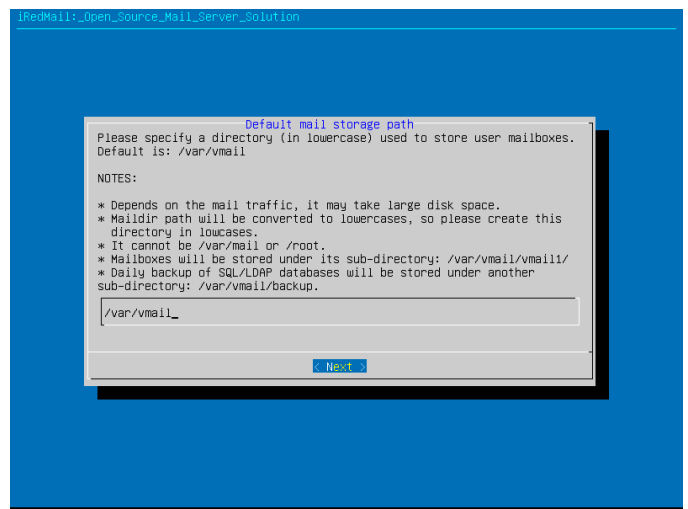 iRedMail:_Open_Source_Mail_Server_Solution
Default mail storage path
Please specify a directory (in lowercase) used to store user mailboxes.
Default is: /var/vmail
NOTES:
* Depends on the mail traffic, it may take large disk space.
* Maildir path will be converted to lowercases, so please create this
directory in lowcases.
* It cannot be /var/mail or /root.
* Mailboxes will be stored under its sub-directory: /var/vmail/vmail1/
* Daily backup of SQL/LDAP databases will be stored under another
sub-directory: /var/vmail/backup.
/var/vmail_
< Next >